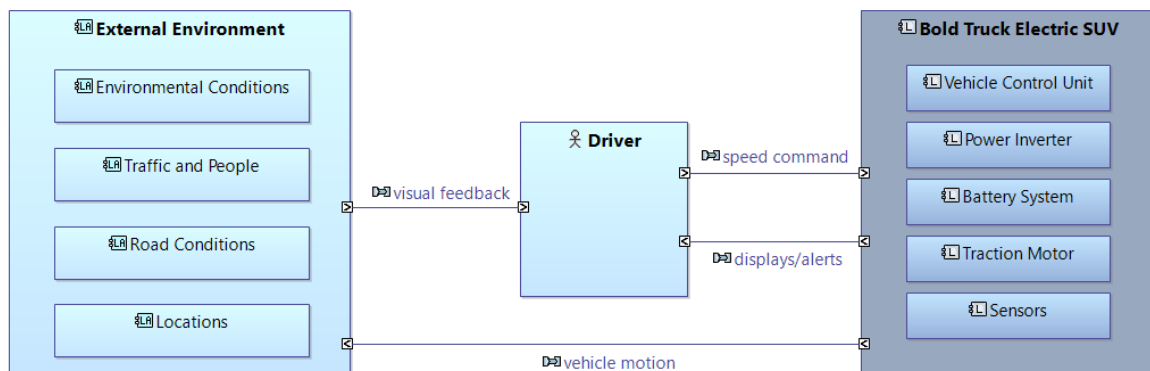 External Environment
Environmental Conditions
Traffic and People
Road Conditions
Locations
visual feedback
Driver
speed command
displays/alerts
vehicle motion
Bold Truck Electric SUV
Vehicle Control Unit
Power Inverter
Battery System
Traction Motor
Sensors